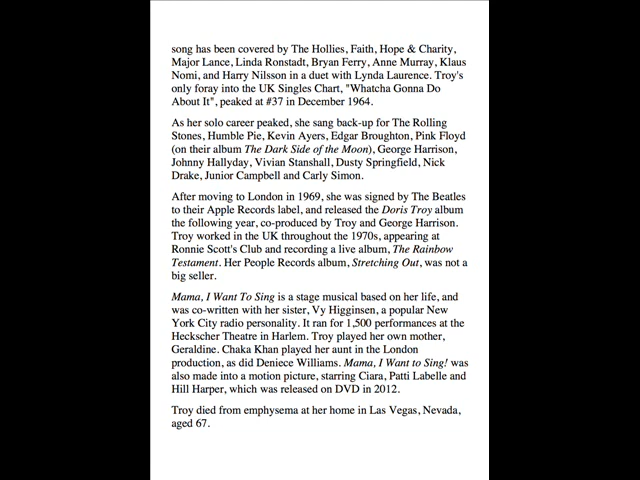 song has been covered by The Hollies, Faith, Hope & Charity,
Major Lance, Linda Ronstadt, Bryan Ferry, Anne Murray, Klaus
Nomi, and Harry Nilsson in a duet with Lynda Laurence. Troy's
only foray into the UK Singles Chart, "Whatcha Gonna Do
About It", peaked at #37 in December 1964.
As her solo career peaked, she sang back-up for The Rolling
Stones, Humble Pie, Kevin Ayers, Edgar Broughton, Pink Floyd
(on their album The Dark Side of the Moon), George Harrison,
Johnny Hallyday, Vivian Stanshall, Dusty Springfield, Nick
Drake, Junior Campbell and Carly Simon.
After moving to London in 1969, she was signed by The Beatles
to their Apple Records label, and released the Doris Troy album
the following year, co-produced by Troy and George Harrison.
Troy worked in the UK throughout the 1970s, appearing at
Ronnie Scott's Club and recording a live album, The Rainbow
Testament. Her People Records album, Stretching Out, was not a
big seller.
Mama, I Want To Sing is a stage musical based on her life, and
was co-written with her sister, Vy Higginsen, a popular New
York City radio personality. It ran for 1,500 performances at the
Heckscher Theatre in Harlem. Troy played her own mother,
Geraldine. Chaka Khan played her aunt in the London
production, as did Deniece Williams. Mama, I Want to Sing! was
also made into a motion picture, starring Ciara, Patti Labelle and
Hill Harper, which was released on DVD in 2012.
Troy died from emphysema at her home in Las Vegas, Nevada,
aged 67.